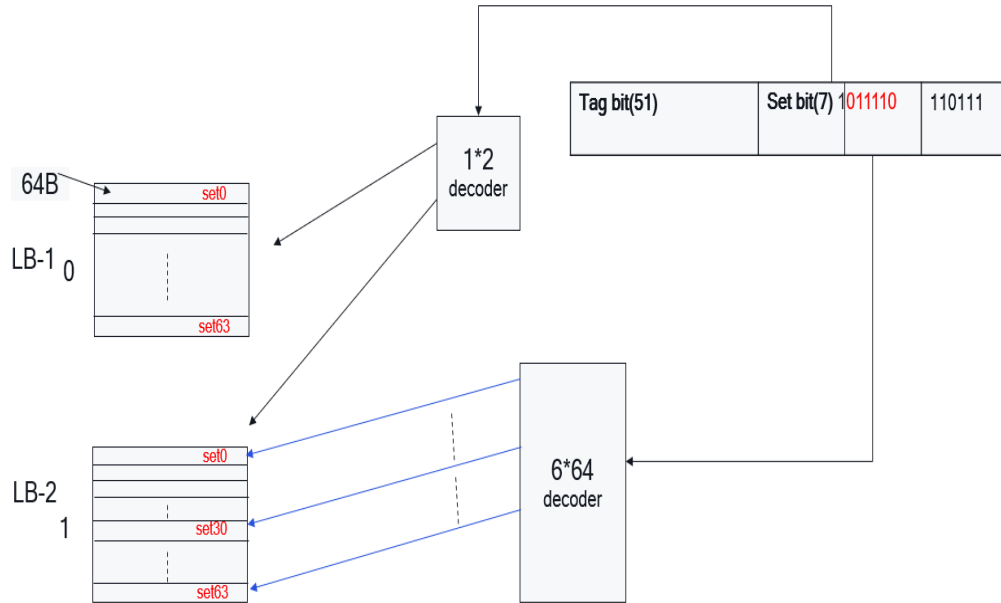 Tag bit(51) Set bit(7) 1011110 110111
1*2
decoder
64B
set0
LB-1 0
set63
set0
6*64
decoder
LB-2
1
set30
set63